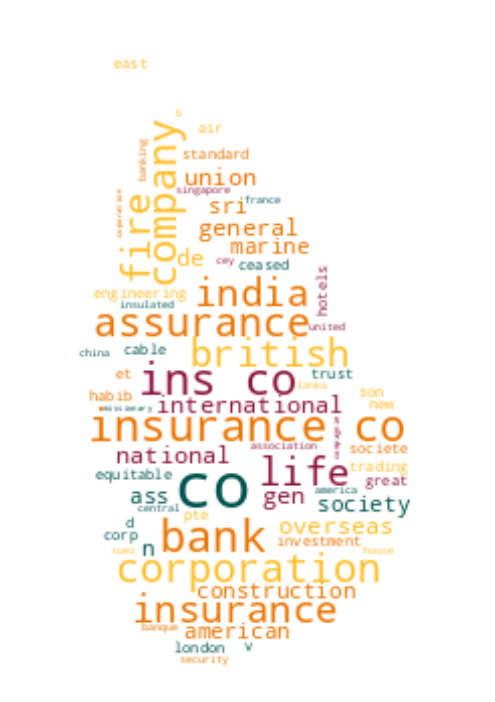 east
b
air
banking
company
standard
singapore
union
corporation
fire
sri
france
general
marine
de
cey
ceased
hotels
engineering
india
insulated
assurance
united
china
cable
british
et
ins co
trust
lanka
habib
son
missionary
international
new
insurance co
association
societe
national
life
trading
equitable
great
co
america
ass
gen
society
central
pte
d
overseas
corp
bank
investment
n
suez
house
corporation
construction
insurance
banque
american
london
v
security